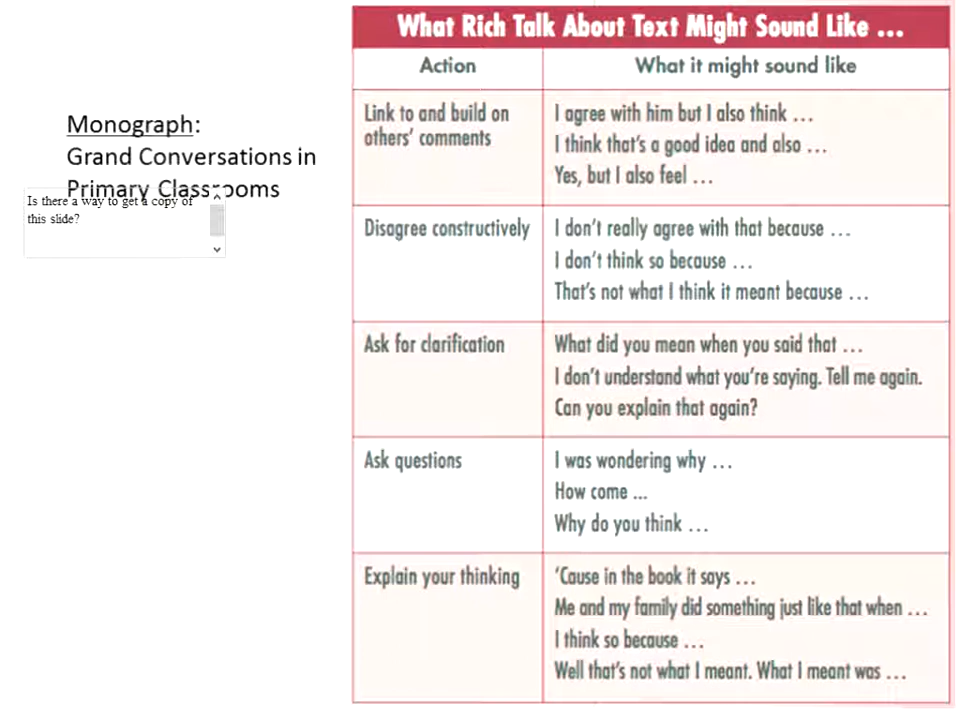 Monograph:
Grand Conversations in
Primary Classrooms
Is there a way to get a copy of
this slide?
What Rich Talk About Text Might Sound Like ...
Action
What it might sound like
Link to and build on
others' comments
I agree with him but I also think ...
I think that's a good idea and also ...
Yes, but I also feel ...
Disagree constructively
I don't really agree with that because ...
I don't think so because ...
That's not what I think it meant because ...
Ask for clarification
What did you mean when you said that ...
I don't understand what you're saying. Tell me again.
Can you explain that again?
Ask questions
I was wondering why ...
How come ...
Why do you think ...
Explain your thinking
'Cause in the book it says ...
Me and my family did something just like that when ...
I think so because ...
Well that's not what I meant. What I meant was ...